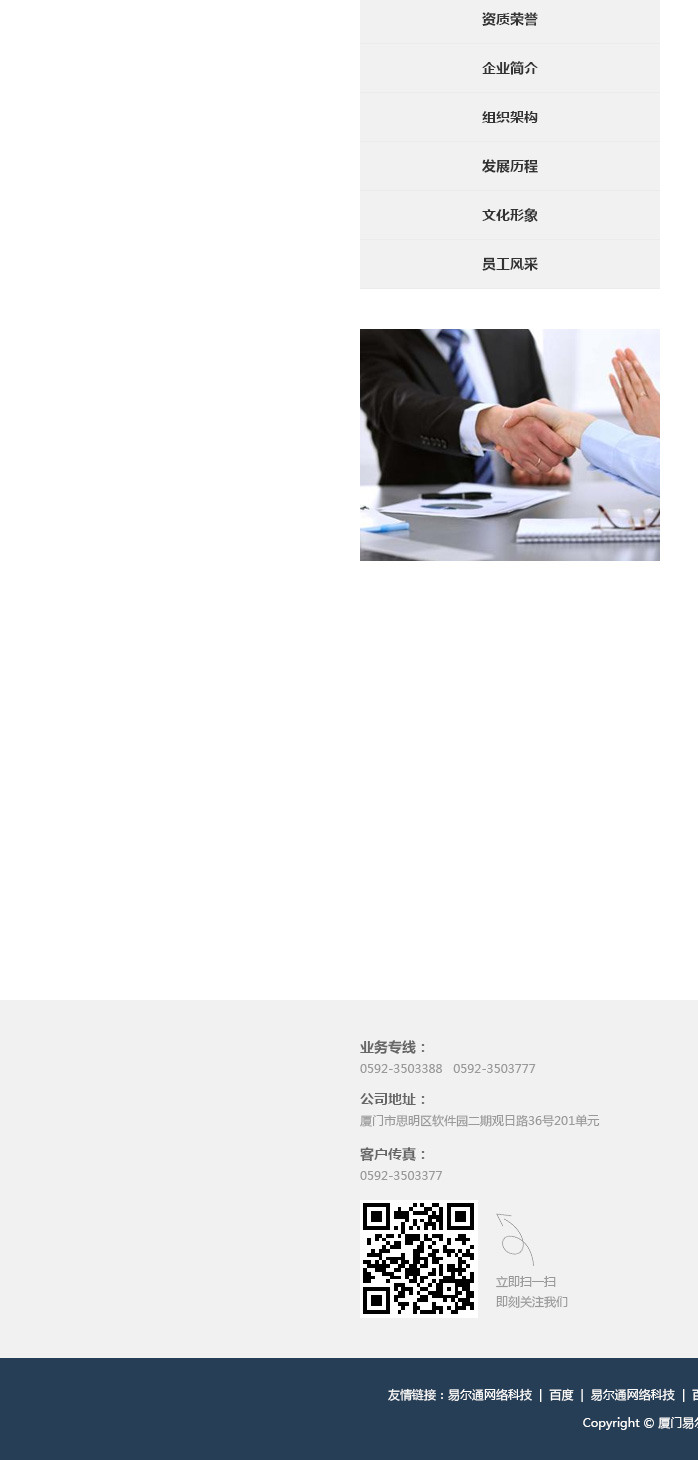 资质荣誉
企业简介
组织架构
发展历程
文化形象
员工风采
业务专线：
0592-3503388 0592-3503777
公司地址：
厦门市思明区软件园二期观日路36号201单元
客户传真：
0592-3503377
立即扫一扫
即刻关注我们
友情链接：易尔通网络科技 | 百度 | 易尔通网络科技 |
Copyright © 厦门易